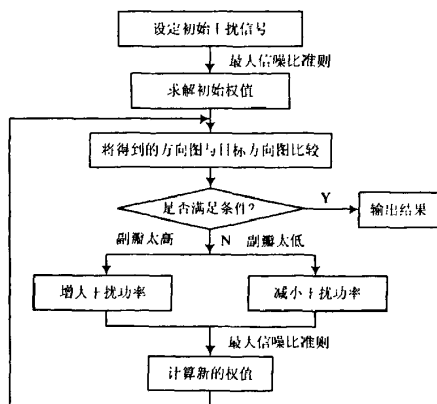 设定初始干扰信号
最大信噪比准则
求解初始权值
将得到的方向图与目标方向图比较
是否满足条件?
Y
输出结果
副瓣太高
N
副瓣太低
增大干扰功率
减小干扰功率
最大信噪比准则
计算新的权值